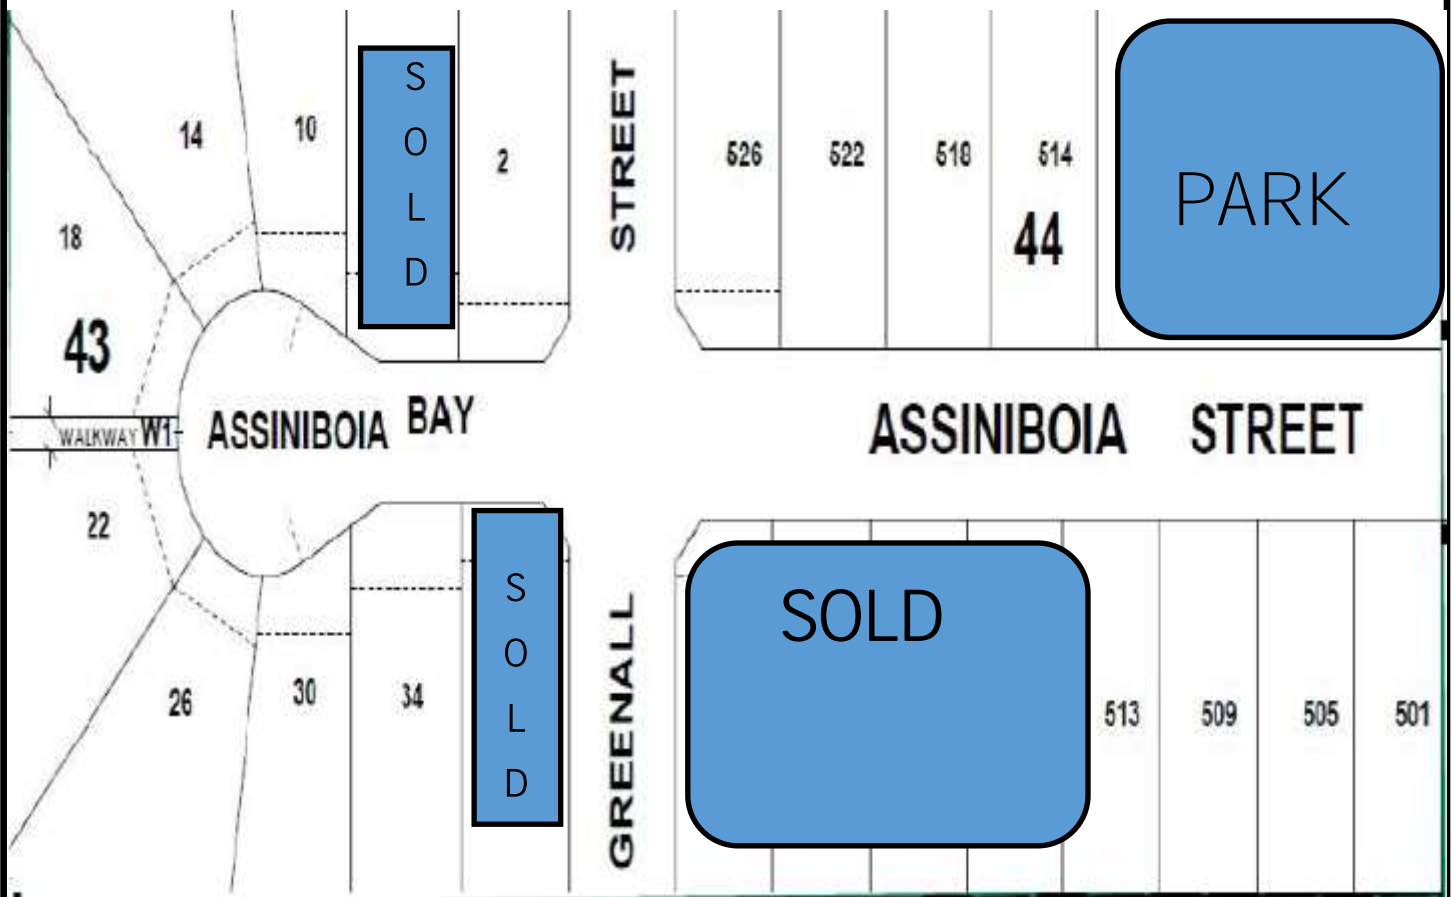 14
10
S
O
L
D
2
STREET
526
522
518
514
44
PARK
18
43
WALKWAY W1
ASSINIBOIA BAY
ASSINIBOIA STREET
22
26
30
34
S
O
L
D
GREENALL
SOLD
513
509
505
501